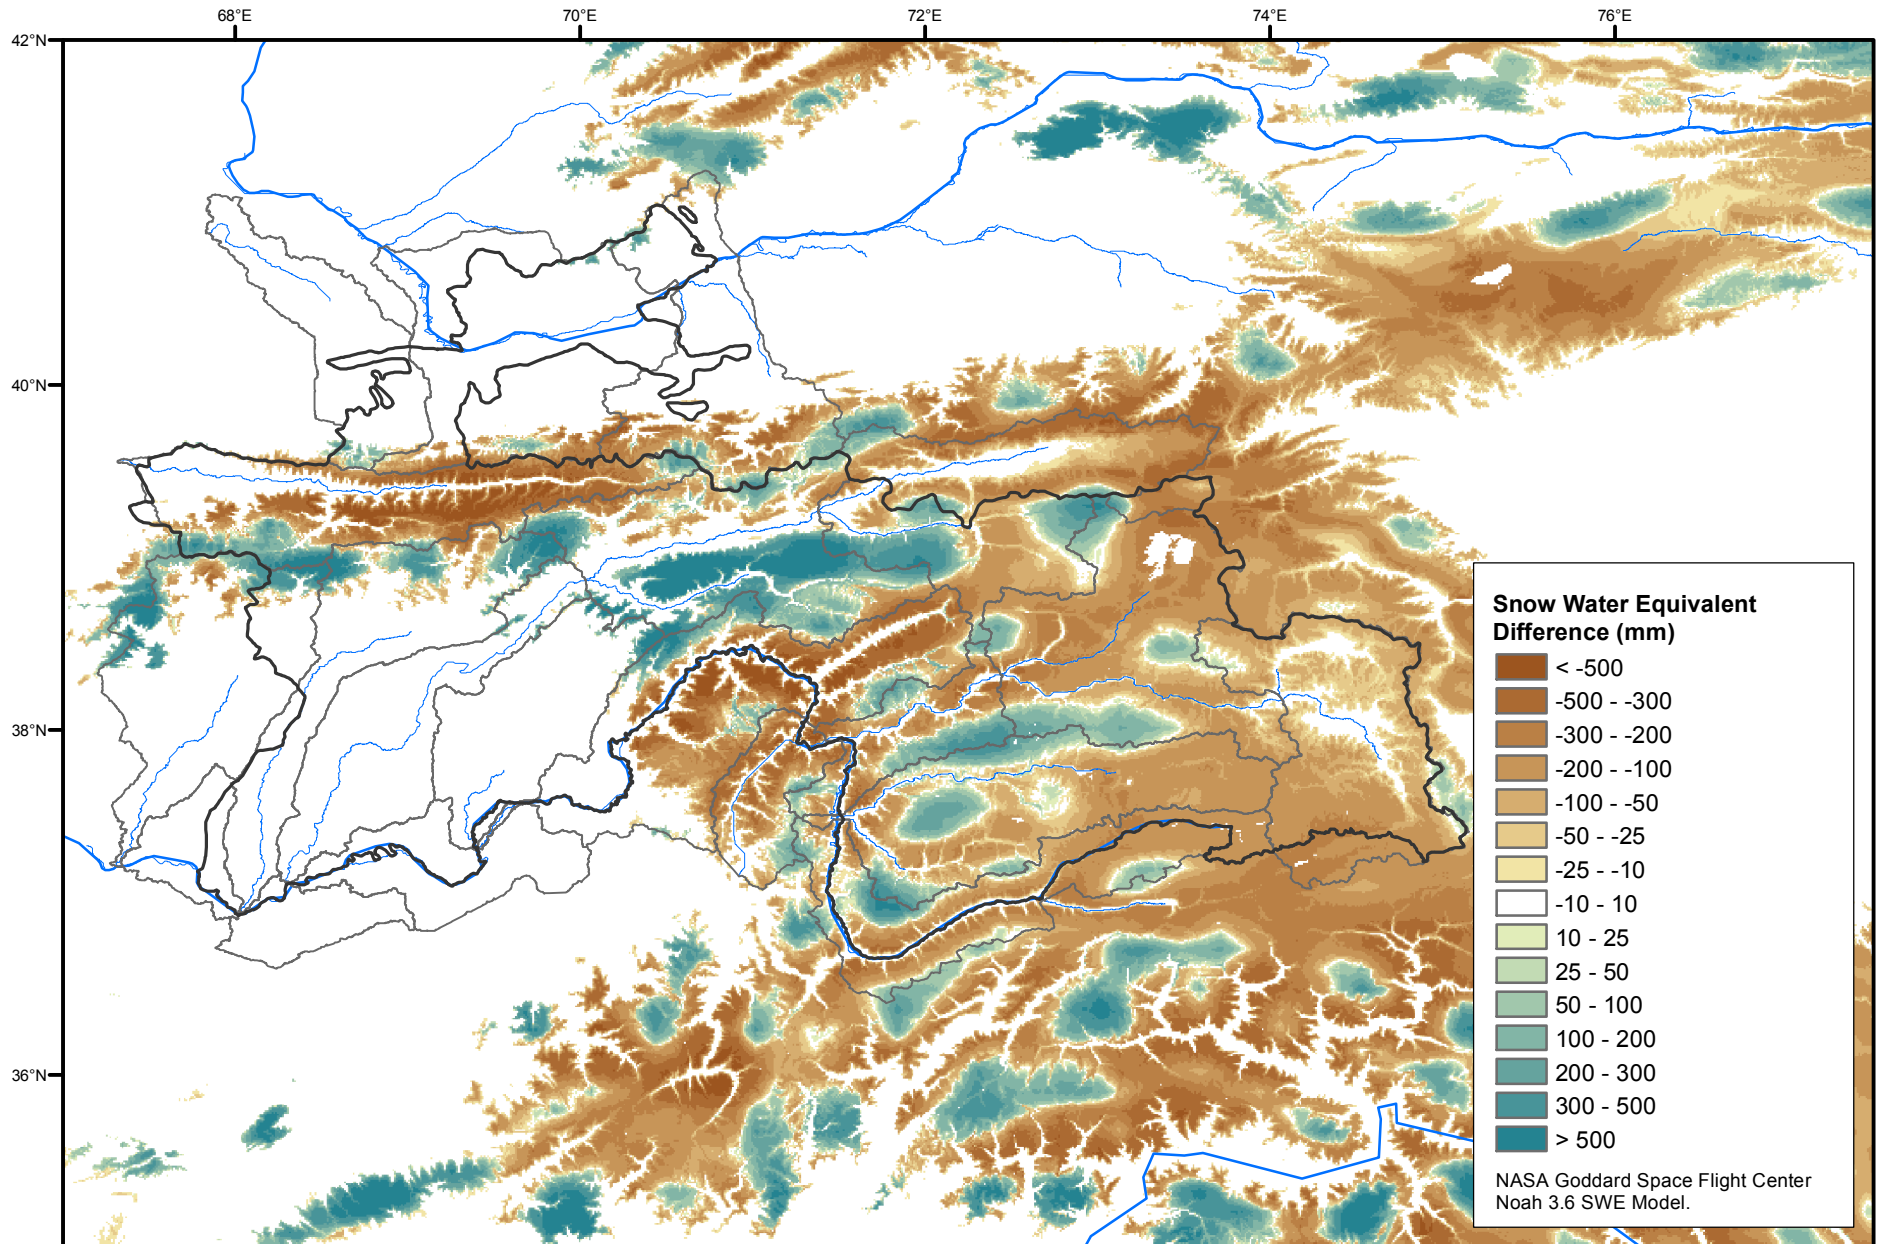 68°E 70°E 72°E 74°E 76°E
42°N
40°N
38°N
36°N
Snow Water Equivalent
Difference (mm)
< -500
-500 - -300
-300 - -200
-200 - -100
-100 - -50
-50 - -25
-25 - -10
-10 - 10
10 - 25
25 - 50
50 - 100
100 - 200
200 - 300
300 - 500
> 500
NASA Goddard Space Flight Center
Noah 3.6 SWE Model.